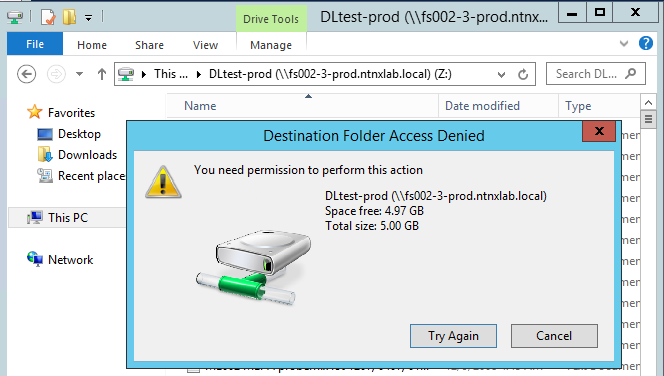 Drive Tools
DLtest-prod (\\fs002-3-prod.ntnx...
File
Home
Share
View
Manage
This ...
DLtest-prod (\\fs002-3-prod.ntnxlab.local) (Z:)
Search DL...
Favorites
Desktop
Downloads
Recent places
This PC
Network
Name
Date modified
Type
Destination Folder Access Denied
You need permission to perform this action
DLtest-prod (\\fs002-3-prod.ntnxlab.local)
Space free: 4.97 GB
Total size: 5.00 GB
Try Again
Cancel